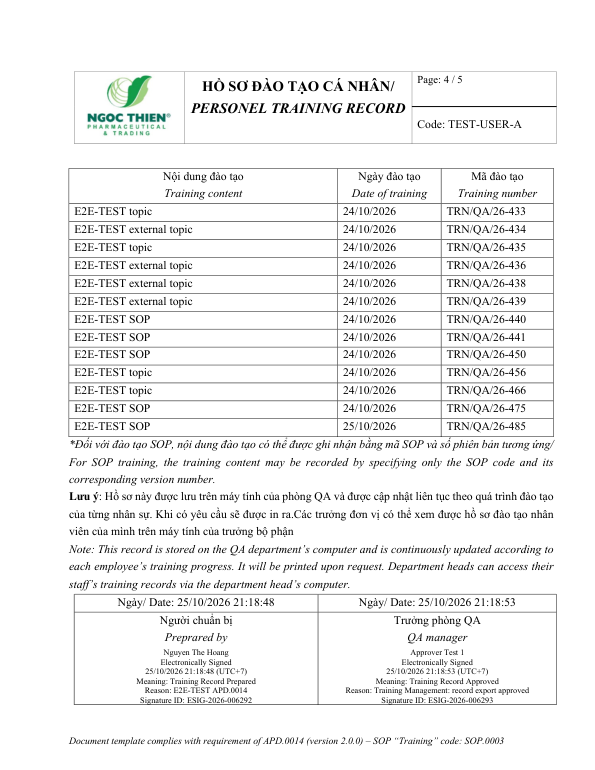 NGOC THIEN®
PHARMACEUTICAL
& TRADING
HỒ SƠ ĐÀO TẠO CÁ NHÂN/
PERSONEL TRAINING RECORD
Page: 4 / 5
Code: TEST-USER-A
Nội dung đào tạo Ngày đào tạo Mã đào tạo
Training content Date of training Training number
E2E-TEST topic 24/10/2026 TRN/QA/26-433
E2E-TEST external topic 24/10/2026 TRN/QA/26-434
E2E-TEST topic 24/10/2026 TRN/QA/26-435
E2E-TEST external topic 24/10/2026 TRN/QA/26-436
E2E-TEST external topic 24/10/2026 TRN/QA/26-438
E2E-TEST external topic 24/10/2026 TRN/QA/26-439
E2E-TEST SOP 24/10/2026 TRN/QA/26-440
E2E-TEST SOP 24/10/2026 TRN/QA/26-441
E2E-TEST SOP 24/10/2026 TRN/QA/26-450
E2E-TEST topic 24/10/2026 TRN/QA/26-456
E2E-TEST topic 24/10/2026 TRN/QA/26-466
E2E-TEST SOP 24/10/2026 TRN/QA/26-475
E2E-TEST SOP 25/10/2026 TRN/QA/26-485
*Đối với đào tạo SOP, nội dung đào tạo có thể được ghi nhận bằng mã SOP và số phiên bản tương ứng/
For SOP training, the training content may be recorded by specifying only the SOP code and its
corresponding version number.
Lưu ý: Hồ sơ này được lưu trên máy tính của phòng QA và được cập nhật liên tục theo quá trình đào tạo
của từng nhân sự. Khi có yêu cầu sẽ được in ra.Các trưởng đơn vị có thể xem được hồ sơ đào tạo nhân
viên của mình trên máy tính của trưởng bộ phận
Note: This record is stored on the QA department’s computer and is continuously updated according to
each employee’s training progress. It will be printed upon request. Department heads can access their
staff’s training records via the department head’s computer.
Ngày/ Date: 25/10/2026 21:18:48 Ngày/ Date: 25/10/2026 21:18:53
Người chuẩn bị Trưởng phòng QA
Preprared by QA manager
Nguyen The Hoang Approver Test 1
Electronically Signed Electronically Signed
25/10/2026 21:18:48 (UTC+7) 25/10/2026 21:18:53 (UTC+7)
Meaning: Training Record Prepared Meaning: Training Record Approved
Reason: E2E-TEST APD.0014 Reason: Training Management: record export approved
Signature ID: ESIG-2026-006292 Signature ID: ESIG-2026-006293
Document template complies with requirement of APD.0014 (version 2.0.0) – SOP “Training” code: SOP.0003